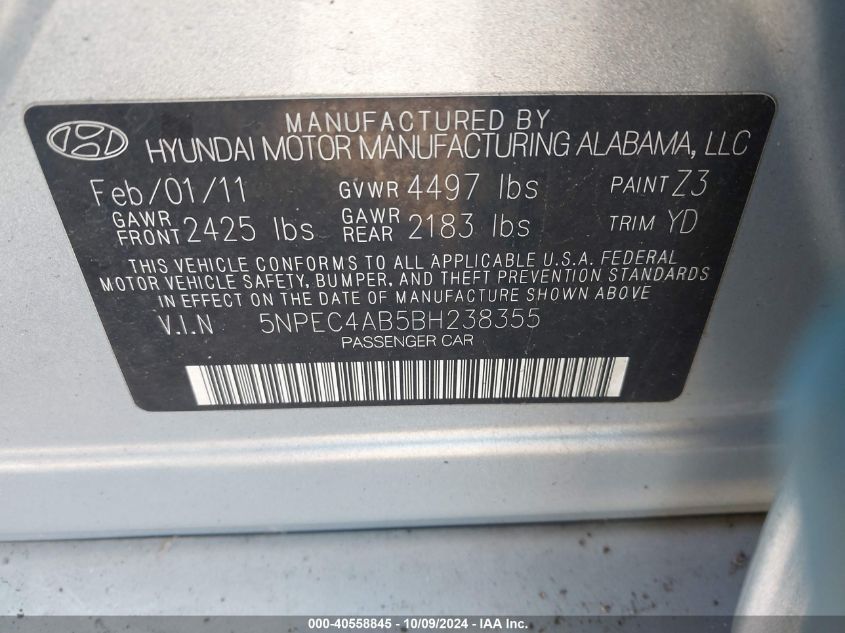 MANUFACTURED BY
HYUNDAI MOTOR MANUFACTURING ALABAMA, LLC
Feb/01/11 GVWR 4497 lbs PAINT Z3
GAWR FRONT 2425 lbs GAWR REAR 2183 lbs TRIM YD
THIS VEHICLE CONFORMS TO ALL APPLICABLE U.S.A. FEDERAL
MOTOR VEHICLE SAFETY, BUMPER, AND THEFT PREVENTION STANDARDS
IN EFFECT ON THE DATE OF MANUFACTURE SHOWN ABOVE.
V.I.N 5NPEC4AB5BH238355
PASSENGER CAR
000-40558845 - 10/09/2024 - IAA Inc.